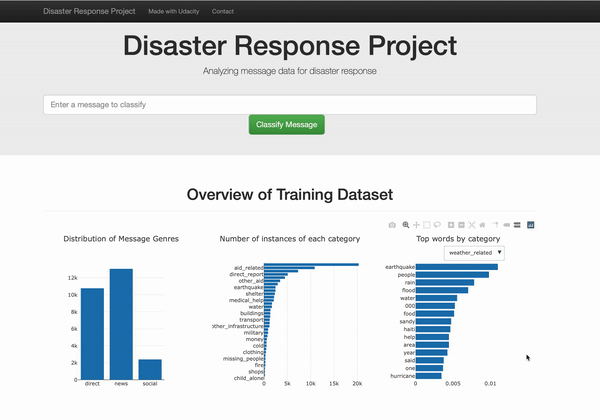 Disaster Response Project Made with Udacity Contact
Disaster Response Project
Analyzing message data for disaster response
Enter a message to classify
Classify Message
Overview of Training Dataset
Distribution of Message Genres
12k
10k
8k
6k
4k
2k
0
direct news social
Number of instances of each category
aid_related
direct_report
other_aid
earthquake
shelter
medical_help
water
buildings
transport
other_infrastructure
military
money
cold
clothing
missing_people
fire
shops
child_alone
0 5k 10k 15k 20k
Top words by category
weather_related
earthquake
people
rain
flood
water
000
food
sandy
haiti
help
area
year
said
one
hurricane
0 0.005 0.01